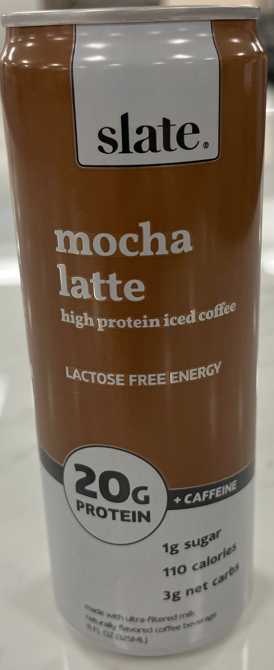 slate®
mocha
latte
high protein iced coffee
LACTOSE FREE ENERGY
20G
PROTEIN
+ CAFFEINE
1g sugar
110 calories
3g net carbs
made with ultra-filtered milk
naturally flavored coffee beverage
11 FL OZ (325ML)